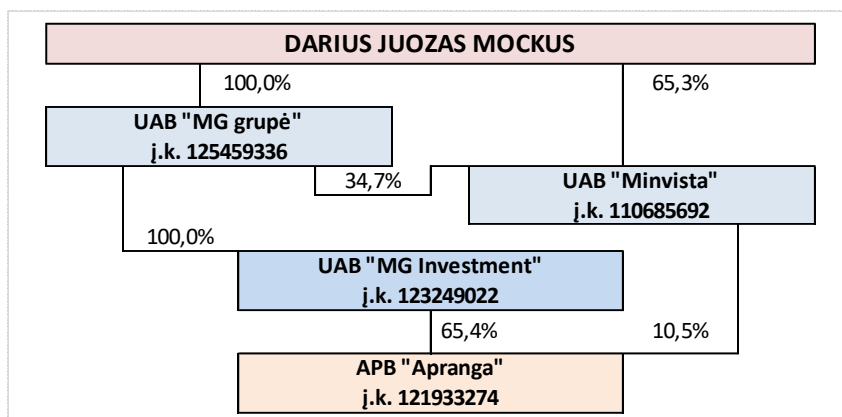 DARIUS JUOZAS MOCKUS
100,0%
65,3%
UAB "MG grupė"
į.k. 125459336
34,7%
UAB "Minvista"
į.k. 110685692
100,0%
UAB "MG Investment"
į.k. 123249022
65,4%
10,5%
APB "Apranga"
į.k. 121933274